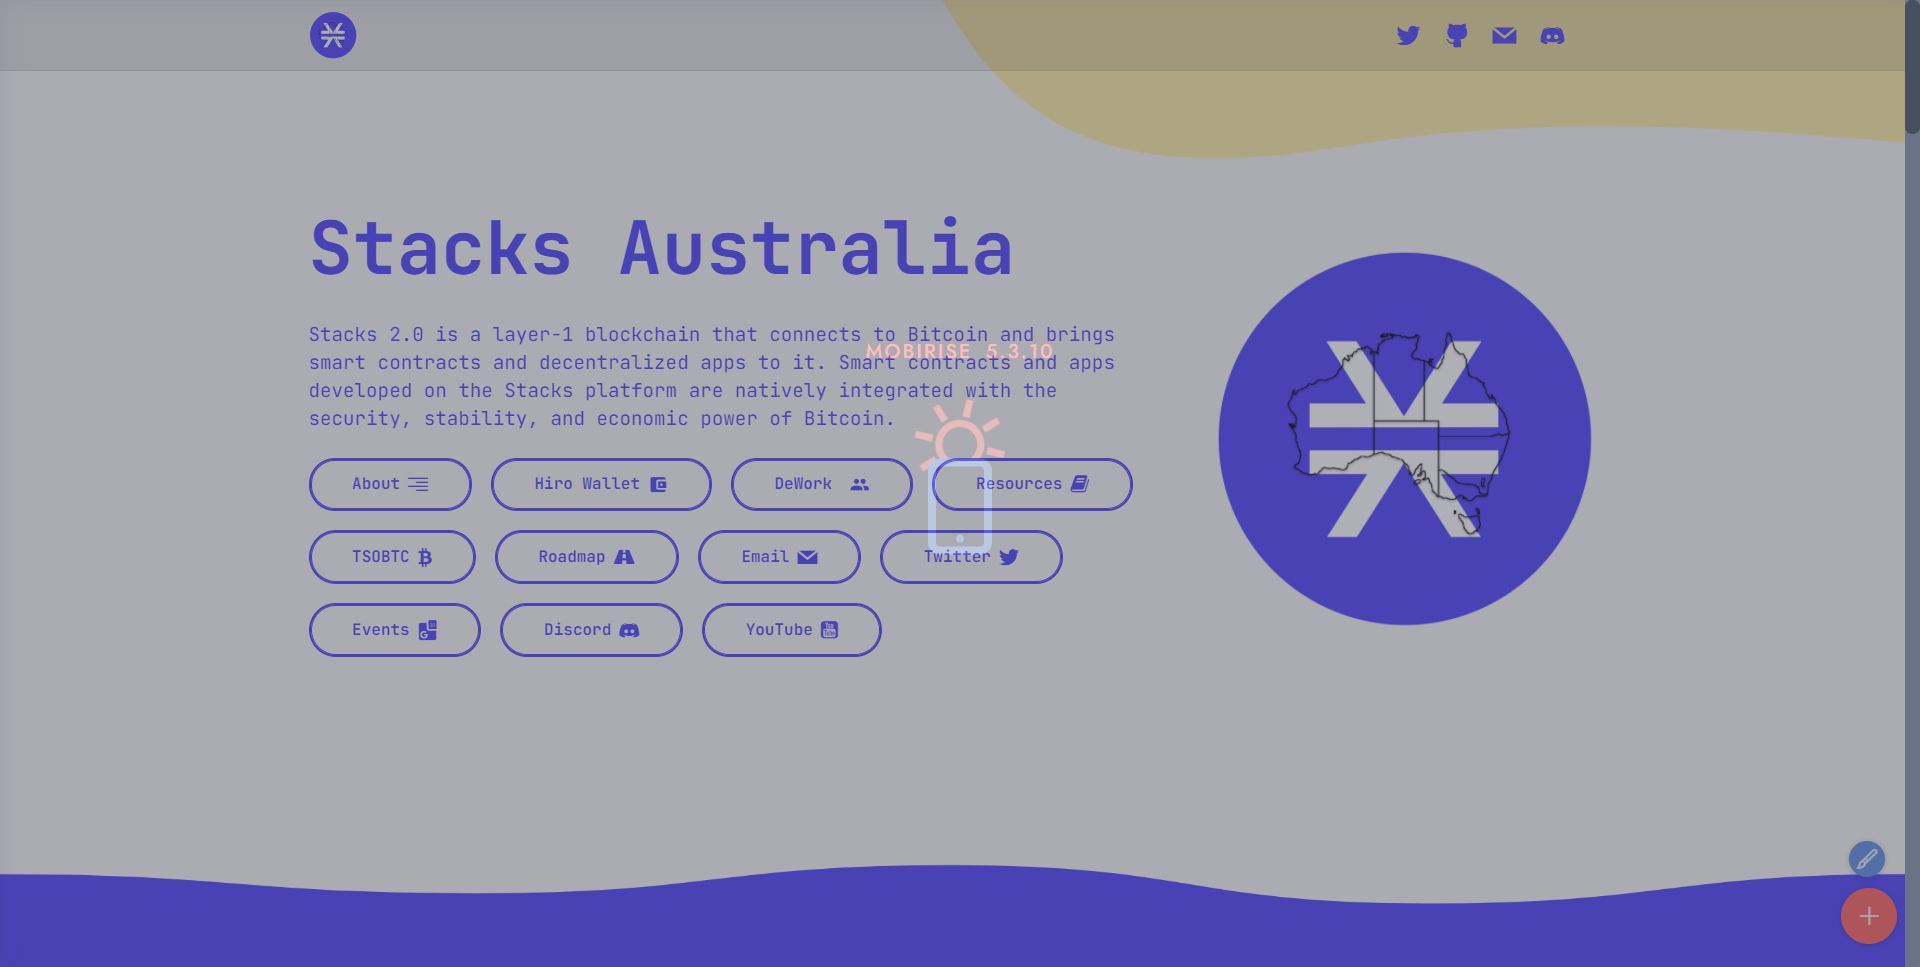 Stacks Australia
Stacks 2.0 is a layer-1 blockchain that connects to Bitcoin and brings
smart contracts and decentralized apps to it. Smart contracts and apps
developed on the Stacks platform are natively integrated with the
security, stability, and economic power of Bitcoin.
MOBIRISE 5.3.10
About
Hiro Wallet
DeWork
Resources
TSOBTC
Roadmap
Email
Twitter
Events
Discord
YouTube